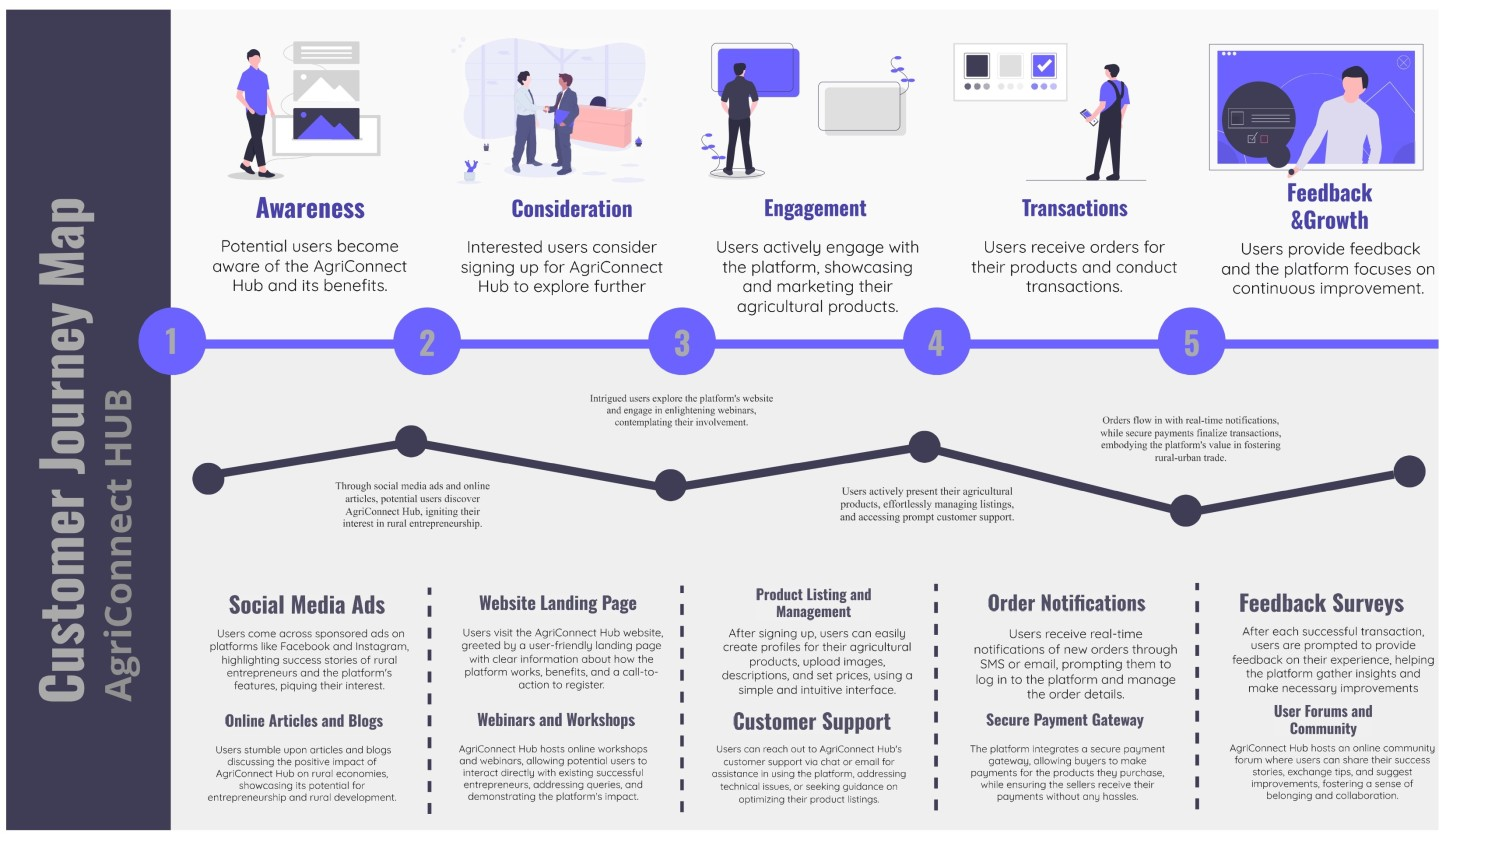 Customer Journey Map
AgriConnect HUB
Awareness
Potential users become
aware of the AgriConnect
Hub and its benefits.
Consideration
Interested users consider
signing up for AgriConnect
Hub to explore further
Engagement
Users actively engage with
the platform, showcasing
and marketing their
agricultural products.
Transactions
Users receive orders for
their products and conduct
transactions.
Feedback
&Growth
Users provide feedback
and the platform focuses on
continuous improvement.
1
2
3
4
5
Through social media ads and online
articles, potential users discover
AgriConnect Hub, igniting their
interest in rural entrepreneurship.
Intrigued users explore the platform's website
and engage in enlightening webinars,
contemplating their involvement.
Users actively present their agricultural
products, effortlessly managing listings,
and accessing prompt customer support.
Orders flow in with real-time notifications,
while secure payments finalize transactions,
embodying the platform's value in fostering
rural-urban trade.
Social Media Ads
Users come across sponsored ads on
platforms like Facebook and Instagram,
highlighting success stories of rural
entrepreneurs and the platform's
features, piquing their interest.
Online Articles and Blogs
Users stumble upon articles and blogs
discussing the positive impact of
AgriConnect Hub on rural economies,
showcasing its potential for
entrepreneurship and rural development.
Website Landing Page
Users visit the AgriConnect Hub website,
greeted by a user-friendly landing page
with clear information about how the
platform works, benefits, and a call-to-
action to register.
Webinars and Workshops
AgriConnect Hub hosts online workshops
and webinars, allowing potential users to
interact directly with existing successful
entrepreneurs, addressing queries, and
demonstrating the platform's impact.
Product Listing and
Management
After signing up, users can easily
create profiles for their agricultural
products, upload images,
descriptions, and set prices, using a
simple and intuitive interface.
Customer Support
Users can reach out to AgriConnect Hub's
customer support via chat or email for
assistance in using the platform, addressing
technical issues, or seeking guidance on
optimizing their product listings.
Order Notifications
Users receive real-time
notifications of new orders through
SMS or email, prompting them to
log in to the platform and manage
the order details.
Secure Payment Gateway
The platform integrates a secure payment
gateway, allowing buyers to make
payments for the products they purchase,
while ensuring the sellers receive their
payments without any hassles.
Feedback Surveys
After each successful transaction,
users are prompted to provide
feedback on their experience, helping
the platform gather insights and
make necessary improvements
User Forums and
Community
AgriConnect Hub hosts an online community
forum where users can share their success
stories, exchange tips, and suggest
improvements, fostering a sense of
belonging and collaboration.